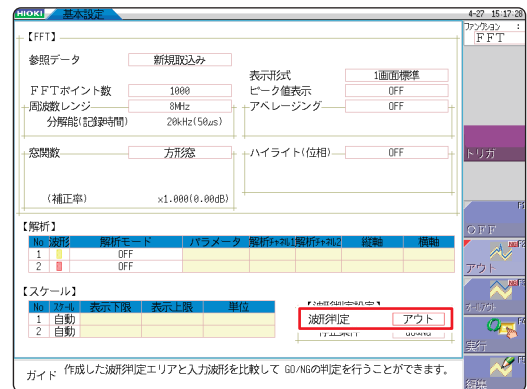 HIOKI 基本設定
4-27 15:17:28
ファンクション :
FFT
【FFT】
参照データ 新規取込み
表示形式 1画面標準
FFTポイント数 1000
ピーク値表示 OFF
周波数レンジ 8MHz
アベレージング OFF
分解能(記録時間) 20kHz(50μs)
窓関数 方形窓
ハイライト(位相) OFF
トリガ
(補正率) ×1.000(0.00dB)
【解析】
No 波形 解析モード パラメータ 解析チャネル1 解析チャネル2 縦軸 横軸
1 OFF
2 OFF
F1
OFF
F2
アウト
【スケール】
No スケール 表示下限 表示上限 単位
1 自動
2 自動
波形判定 アウト
F3
F4
実行
F5
編集
ガイド 作成した波形判定エリアと入力波形を比較して GO/NGの判定を行うことができます。